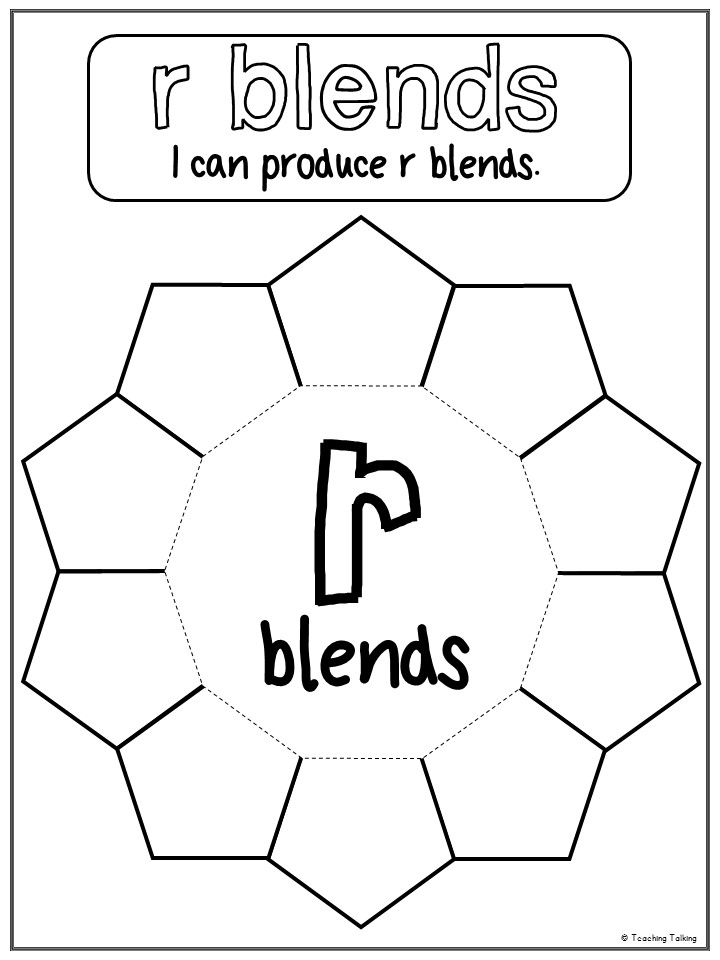 r blends
I can produce r blends.
r
blends
© Teaching Talking